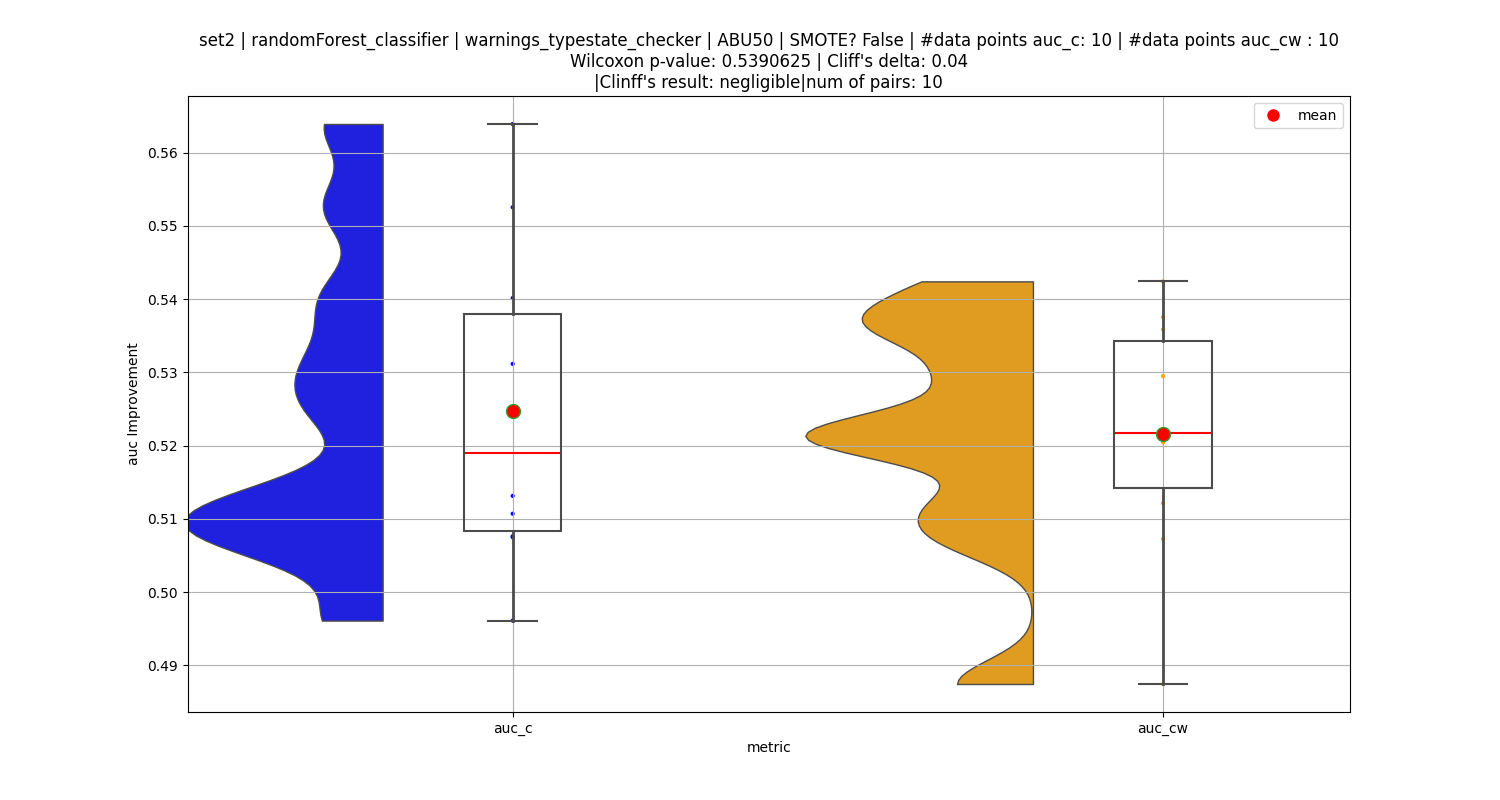 set2 | randomForest_classifier | warnings_typestate_checker | ABU50 | SMOTE? False | #data points auc_c: 10 | #data points auc_cw : 10
Wilcoxon p-value: 0.5390625 | Cliff's delta: 0.04
|Clinff's result: negligible|num of pairs: 10
mean
0.56
0.55
0.54
0.53
0.52
0.51
0.50
0.49
auc Improvement
auc_c
auc_cw
metric